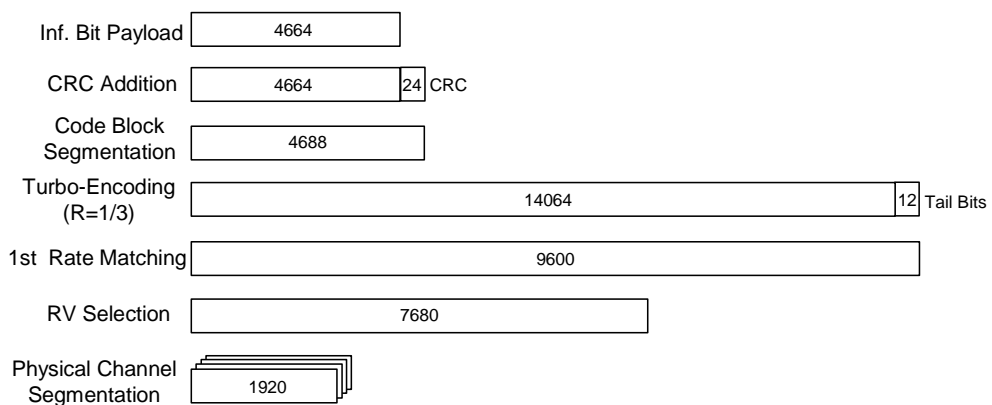 Inf. Bit Payload 4664
CRC Addition 4664 24 CRC
Code Block
Segmentation 4688
Turbo-Encoding
(R=1/3) 14064 12 Tail Bits
1st Rate Matching 9600
RV Selection 7680
Physical Channel
Segmentation 1920